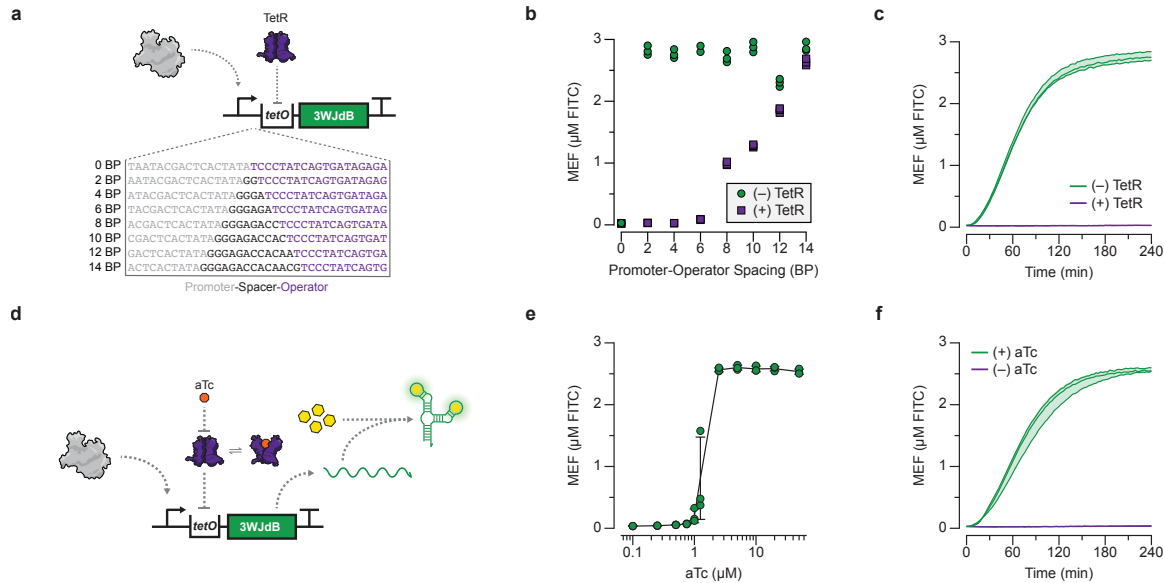 a
TetR
tetO
3WJdB
0 BP TAATACGACTCACTATATCCCTATCAGTGATAGAGA
2 BP AATACGACTCACTATAGGTCCCTATCAGTGATAGAG
4 BP ATACGACTCACTATAGGGATCCCTATCAGTGATAGA
6 BP TACGACTCACTATAGGGAGATCCCTATCAGTGATAG
8 BP ACGACTCACTATAGGGAGACCTCCCTATCAGTGATA
10 BP CGACTCACTATAGGGAGACCACTCCCTATCAGTGAT
12 BP GACTCACTATAGGGAGACCACAATCCCTATCAGTGA
14 BP ACTCACTATAGGGAGACCACAACGTCCCTATCAGTG
Promoter-Spacer-Operator
b
MEF (µM FITC)
3
2
1
0
(–) TetR
(+) TetR
0 2 4 6 8 10 12 14
Promoter-Operator Spacing (BP)
c
MEF (µM FITC)
3
2
1
0
(–) TetR
(+) TetR
0 60 120 180 240
Time (min)
d
aTc
tetO
3WJdB
e
MEF (µM FITC)
3
2
1
0
0.1 1 10
aTc (µM)
f
MEF (µM FITC)
3
2
1
0
(+) aTc
(–) aTc
0 60 120 180 240
Time (min)